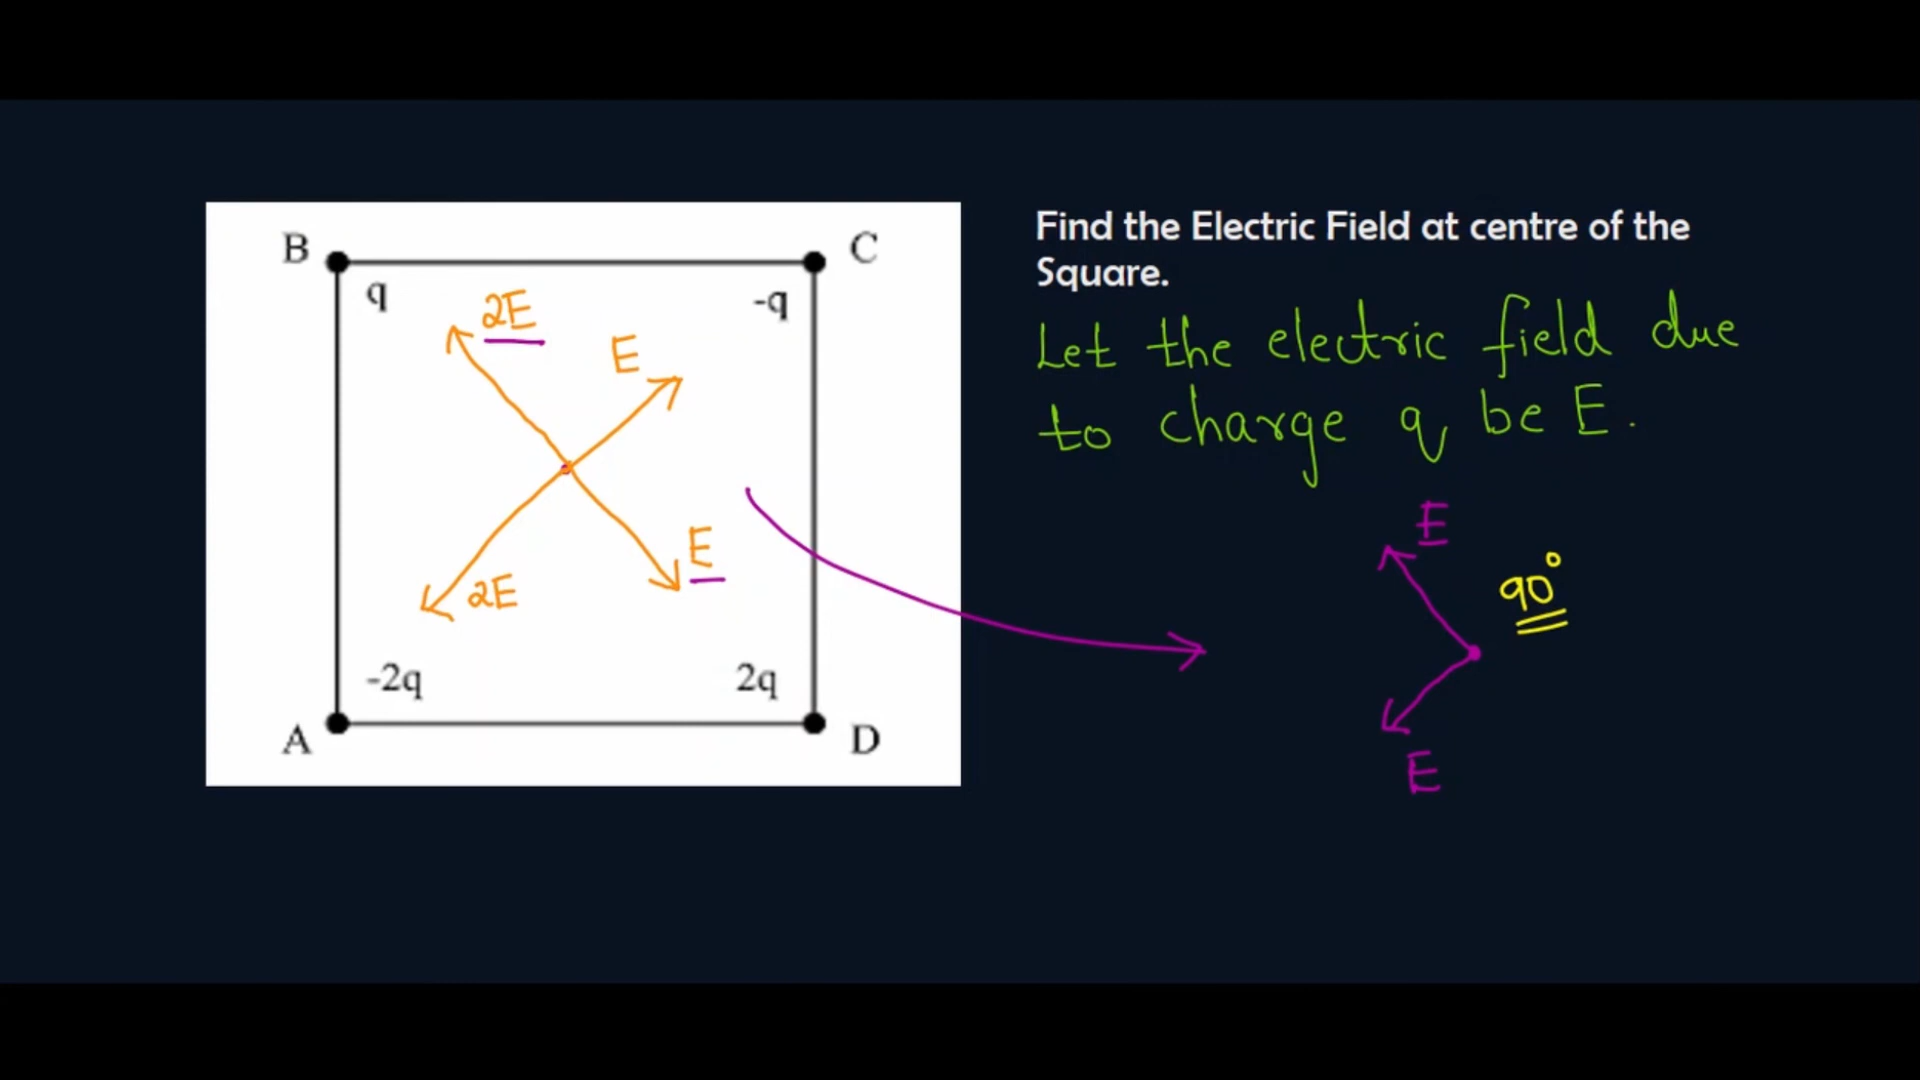 Find the Electric Field at centre of the
Square.
Let the electric field due
to charge q be E.
B
C
q
-q
2E
E
E
2E
-2q
2q
A
D
E
90°
E